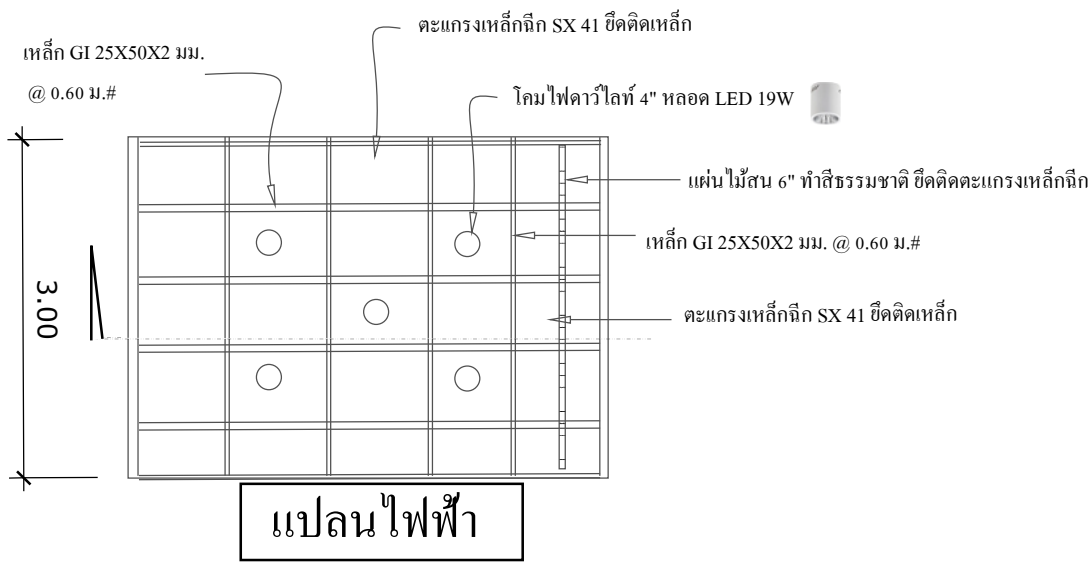 ตะแกรงเหล็กฉีก SX 41 ยึดติดเหล็ก
เหล็ก GI 25X50X2 มม.
@ 0.60 ม.#
โคมไฟดาว์ไลท์ 4" หลอด LED 19W
แผ่นไม้สน 6" ทำสีธรรมชาติ ยึดติดตะแกรงเหล็กฉีก
เหล็ก GI 25X50X2 มม. @ 0.60 ม.#
ตะแกรงเหล็กฉีก SX 41 ยึดติดเหล็ก
3.00
แปลนไฟฟ้า